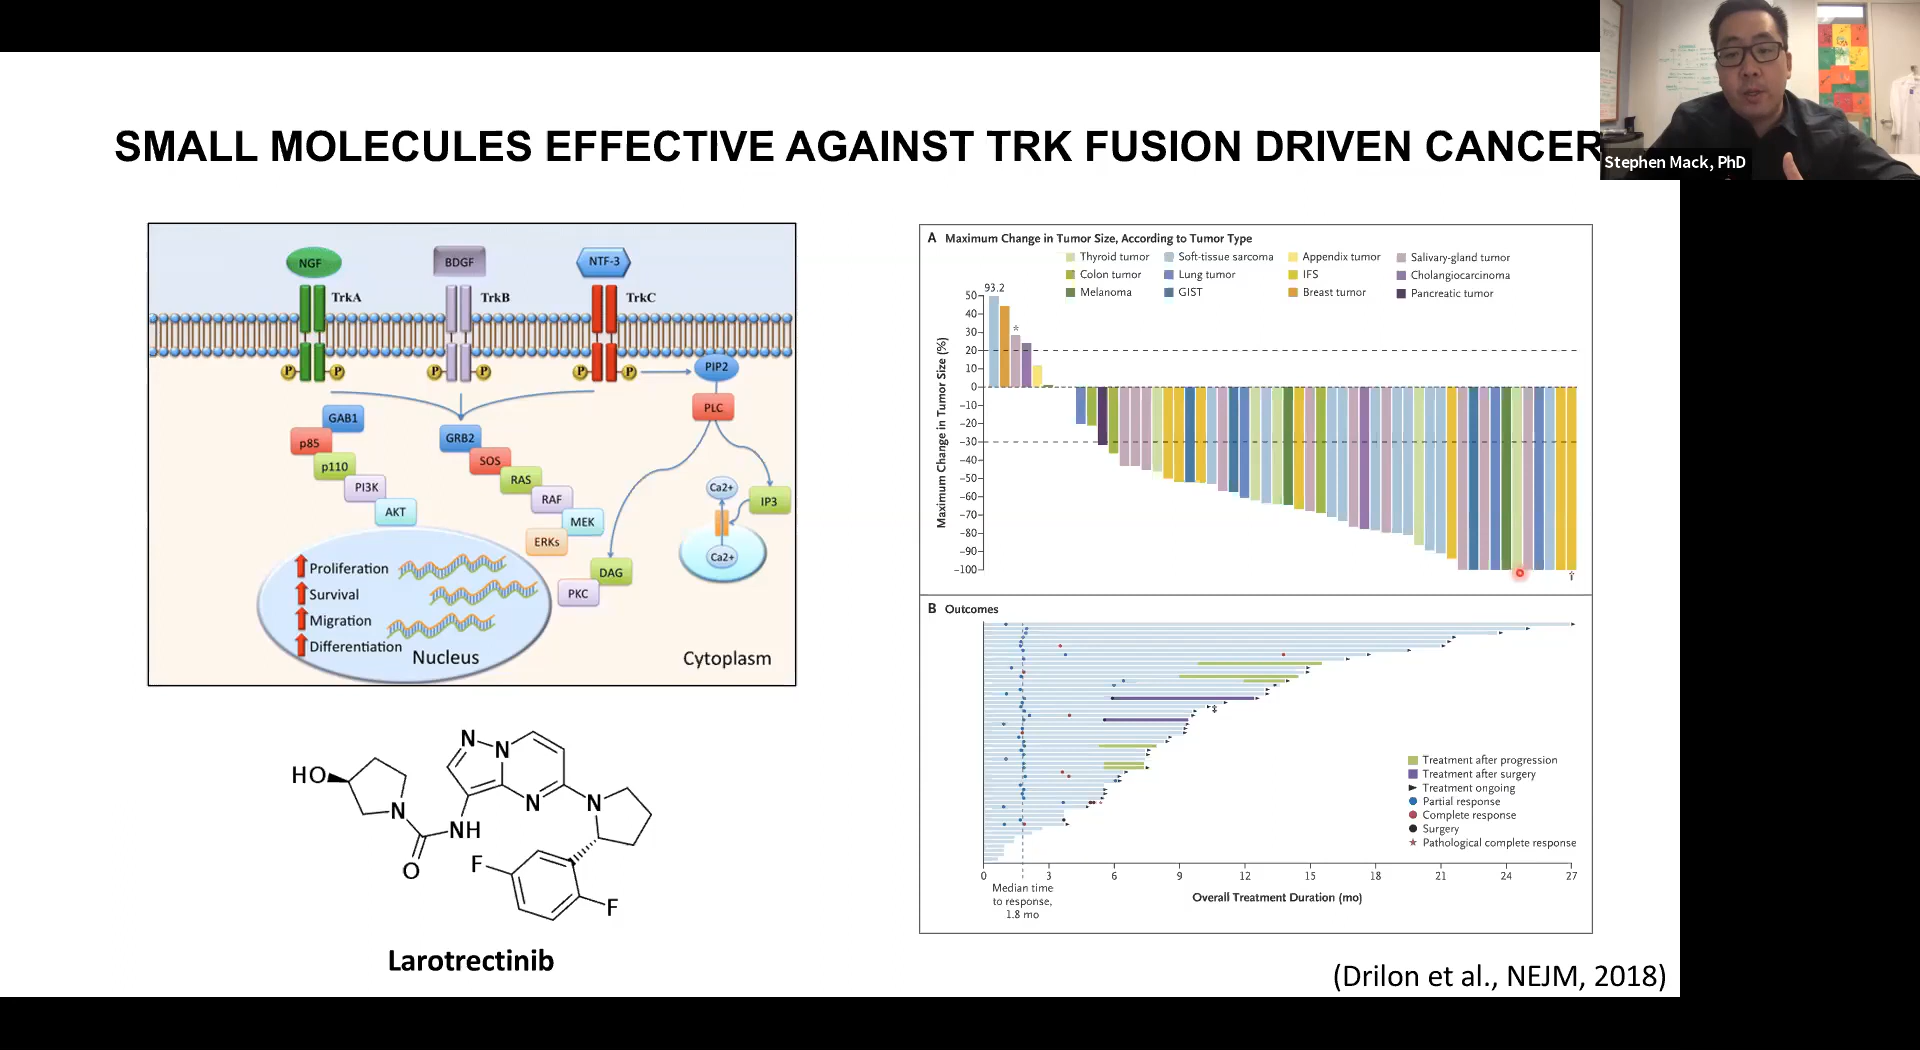 SMALL MOLECULES EFFECTIVE AGAINST TRK FUSION DRIVEN CANCER
Stephen Mack, PhD
NGF
BDGF
NTF-3
TrkA
TrkB
TrkC
P
P
P
P
P
P
PIP2
PLC
GAB1
p85
p110
PI3K
AKT
GRB2
SOS
RAS
RAF
MEK
ERKs
DAG
PKC
Ca2+
IP3
Ca2+
Proliferation
Survival
Migration
Differentiation
Nucleus
Cytoplasm
HO
N
N
N
N
N
NH
O
F
F
Larotrectinib
A Maximum Change in Tumor Size, According to Tumor Type
Thyroid tumor
Soft-tissue sarcoma
Appendix tumor
Salivary-gland tumor
Colon tumor
Lung tumor
IFS
Cholangiocarcinoma
Melanoma
GIST
Breast tumor
Pancreatic tumor
Maximum Change in Tumor Size (%)
93.2
50
40
30
20
10
0
-10
-20
-30
-40
-50
-60
-70
-80
-90
-100
*
†
B Outcomes
Treatment after progression
Treatment after surgery
Treatment ongoing
Partial response
Complete response
Surgery
Pathological complete response
‡
0 3 6 9 12 15 18 21 24 27
Median time
to response,
1.8 mo
Overall Treatment Duration (mo)
(Drilon et al., NEJM, 2018)